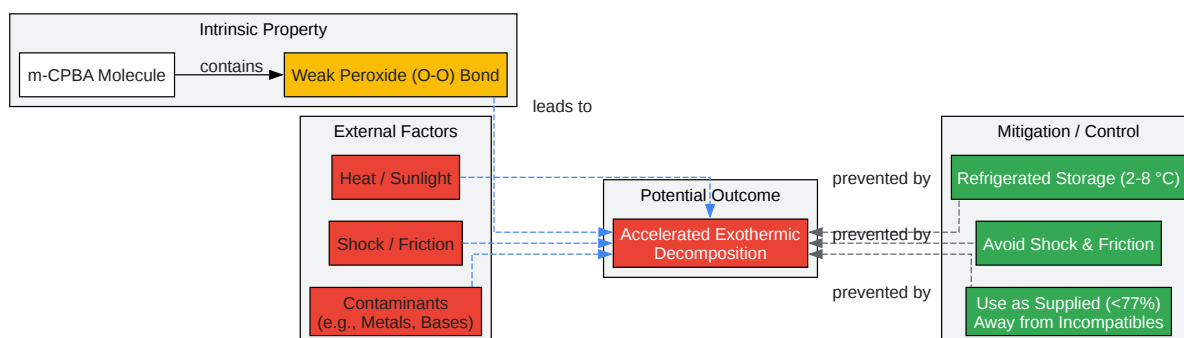 Intrinsic Property
m-CPBA Molecule
contains
Weak Peroxide (O-O) Bond
leads to
External Factors
Heat / Sunlight
Shock / Friction
Contaminants
(e.g., Metals, Bases)
Potential Outcome
Accelerated Exothermic
Decomposition
prevented by
prevented by
prevented by
Mitigation / Control
Refrigerated Storage (2-8 °C)
Avoid Shock & Friction
Use as Supplied (<77%)
Away from Incompatibles